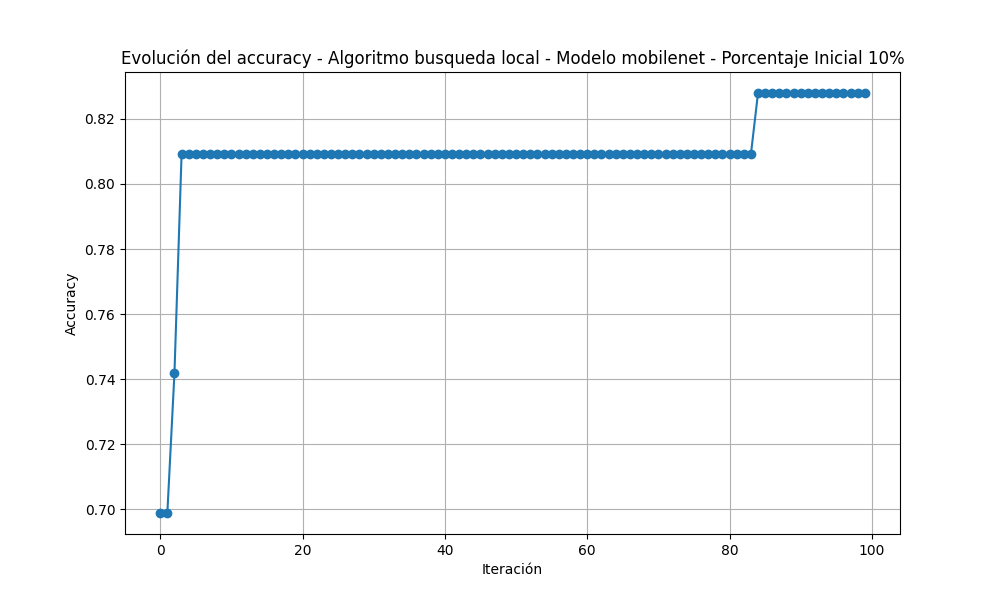 Evolución del accuracy - Algoritmo busqueda local - Modelo mobilenet - Porcentaje Inicial 10%
0.82
0.80
0.78
0.76
0.74
0.72
0.70
Accuracy
0 20 40 60 80 100
Iteración